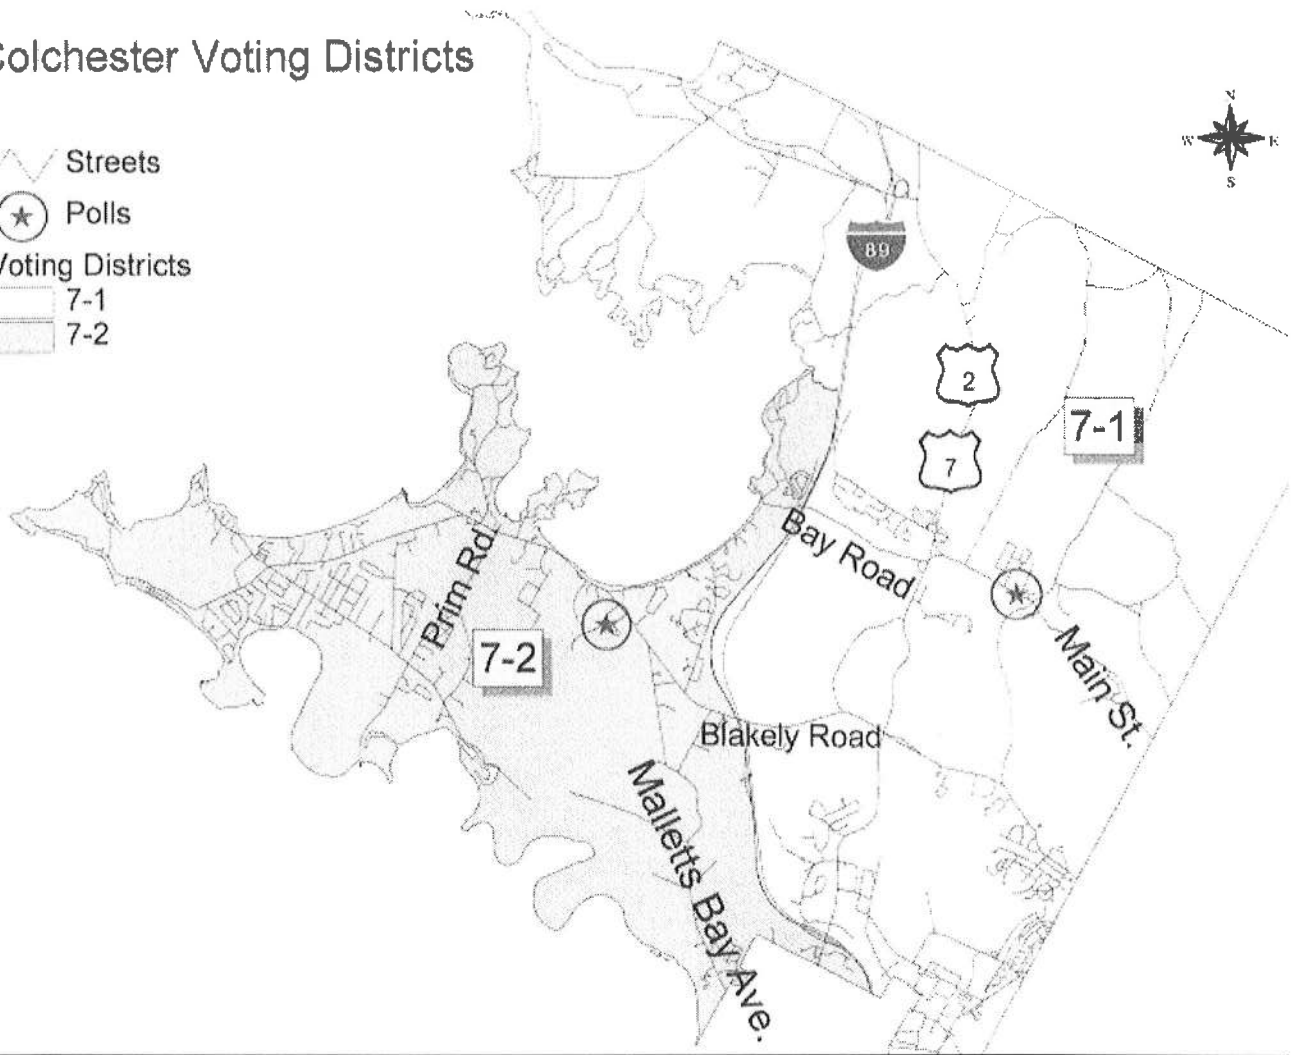 Colchester Voting Districts
Streets
Polls
Voting Districts
7-1
7-2
N
W E
S
89
2
7
7-1
Bay Road
Prim Rd.
7-2
Main St.
Blakely Road
Malletts Bay Ave.